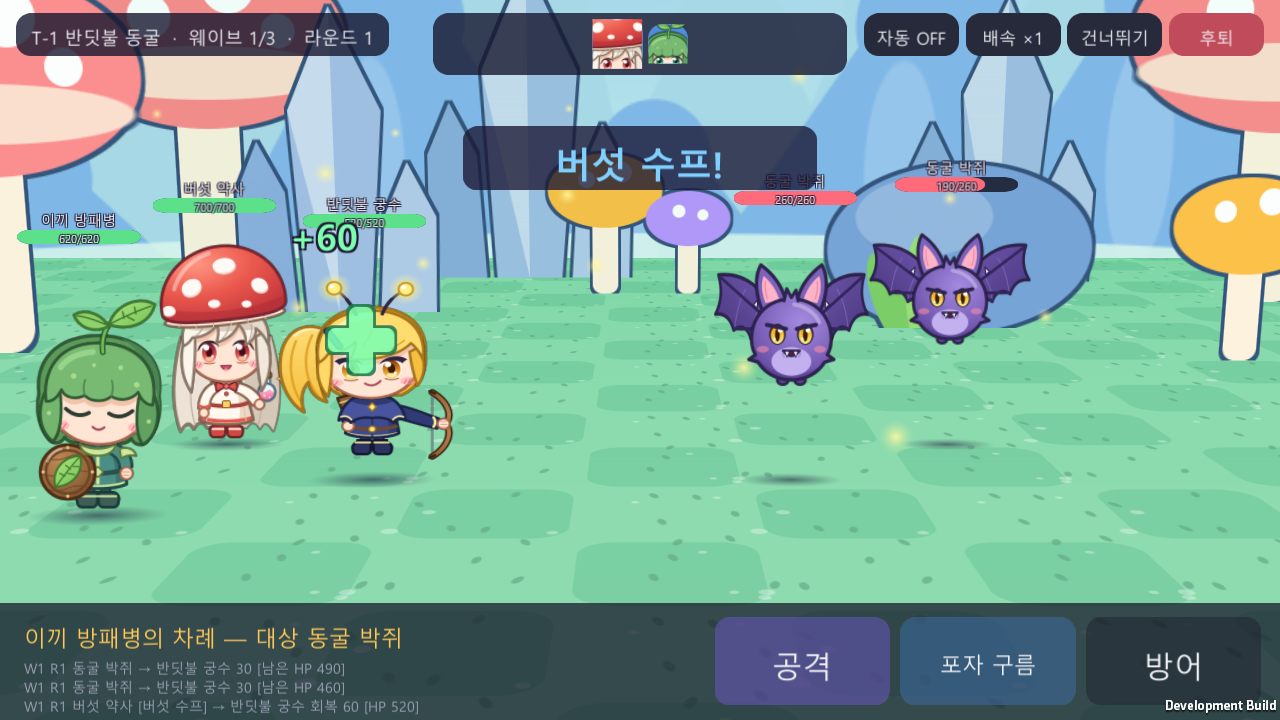 T-1 반딧불 동굴 · 웨이브 1/3 · 라운드 1
자동 OFF
배속 ×1
건너뛰기
후퇴
버섯 수프!
동굴 박쥐
190/260
동굴 박쥐
260/260
버섯 약사
700/700
반딧불 궁수
520/520
+60
이끼 방패병
620/620
이끼 방패병의 차례 — 대상 동굴 박쥐
W1 R1 동굴 박쥐 → 반딧불 궁수 30 [남은 HP 490]
W1 R1 동굴 박쥐 → 반딧불 궁수 30 [남은 HP 460]
W1 R1 버섯 약사 [버섯 수프] → 반딧불 궁수 회복 60 [HP 520]
공격
포자 구름
방어
Development Build